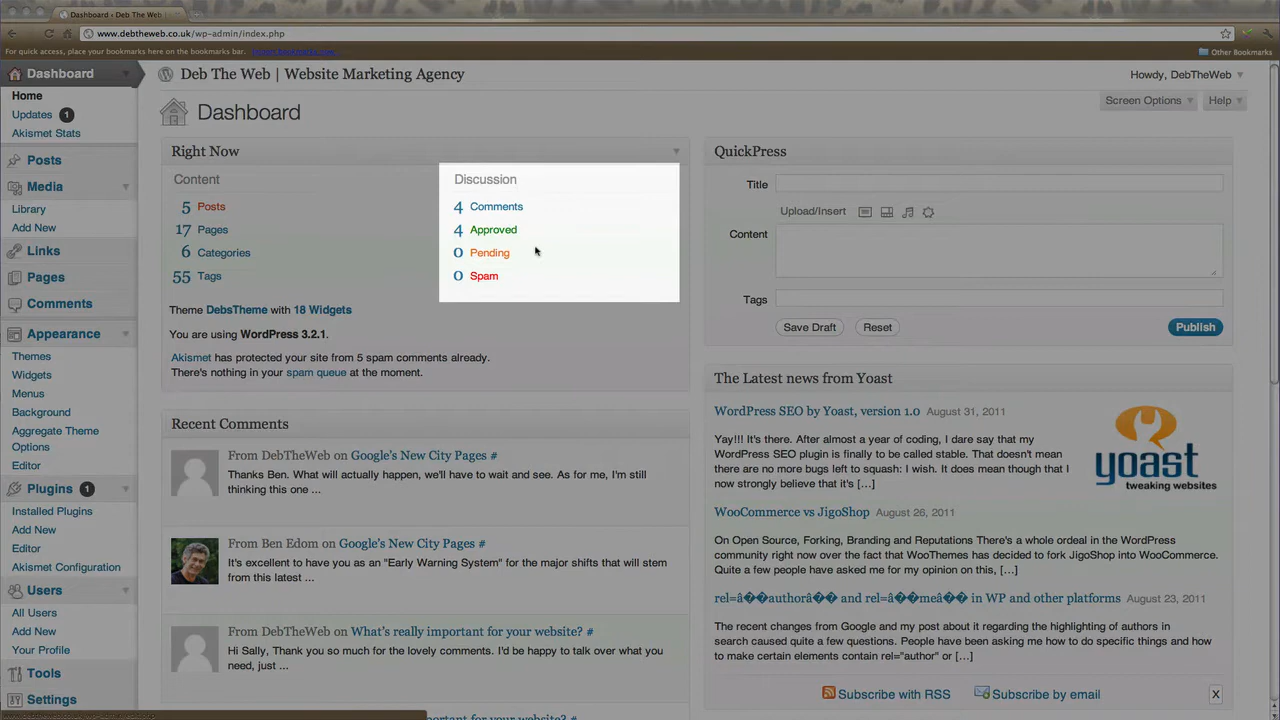 Dashboard ‹ Deb The Web |
www.debtheweb.co.uk/wp-admin/index.php
For quick access, place your bookmarks here on the bookmarks bar.
Other Bookmarks
Dashboard
Home
Updates 1
Akismet Stats
Posts
Media
Library
Add New
Links
Pages
Comments
Appearance
Themes
Widgets
Menus
Background
Aggregate Theme
Options
Editor
Plugins 1
Installed Plugins
Add New
Editor
Akismet Configuration
Users
All Users
Add New
Your Profile
Tools
Settings
Deb The Web | Website Marketing Agency
Howdy, DebTheWeb
Screen Options
Help
Dashboard
Right Now
Content
5 Posts
17 Pages
6 Categories
55 Tags
Discussion
4 Comments
4 Approved
0 Pending
0 Spam
Theme DebsTheme with 18 Widgets
You are using WordPress 3.2.1.
Akismet has protected your site from 5 spam comments already.
There's nothing in your spam queue at the moment.
Recent Comments
From DebTheWeb on Google's New City Pages #
Thanks Ben. What will actually happen, we'll have to wait and see. As for me, I'm still
thinking this one ...
From Ben Edom on Google's New City Pages #
It's excellent to have you as an "Early Warning System" for the major shifts that will stem
from this latest ...
From DebTheWeb on What's really important for your website? #
Hi Sally, Thank you so much for the lovely comments. I'd be happy to talk over what you
need, just ...
portant for your website? #
QuickPress
Title
Upload/Insert
Content
Tags
Save Draft
Reset
Publish
The Latest news from Yoast
WordPress SEO by Yoast, version 1.0 August 31, 2011
Yay!!! It's there. After almost a year of coding, I dare say that my
WordPress SEO plugin is finally to be called stable. That doesn't mean
there are no more bugs left to squash: I wish. It does mean though that I
now strongly believe that it's [...]
yoast
tweaking websites
WooCommerce vs JigoShop August 26, 2011
On Open Source, Forking, Branding and Reputations There's a whole ordeal in the WordPress
community right now over the fact that WooThemes has decided to fork JigoShop into WooCommerce.
Quite a few people have asked me for my opinion on this, [...]
rel=â��authorâ�� and rel=â��meâ�� in WP and other platforms August 23, 2011
The recent changes from Google and my post about it regarding the highlighting of authors in
search caused quite a few questions. People have been asking me how to do specific things and how
to make certain elements contain rel="author" or [...]
Subscribe with RSS
Subscribe by email
X